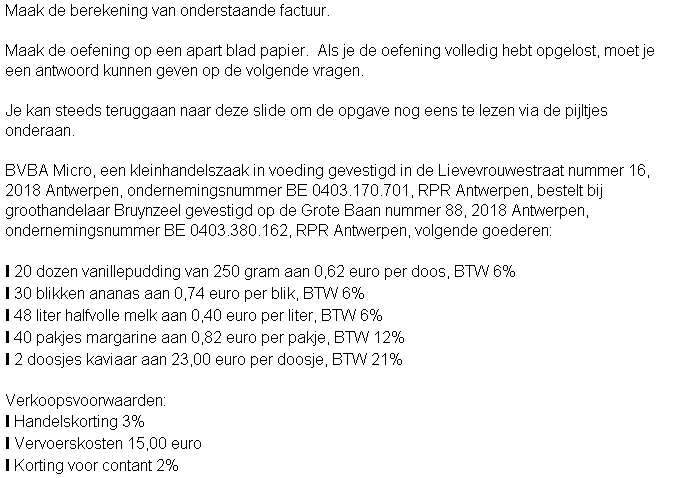 Maak de berekening van onderstaande factuur.
Maak de oefening op een apart blad papier.  Als je de oefening volledig hebt opgelost, moet je
een antwoord kunnen geven op de volgende vragen.
Je kan steeds teruggaan naar deze slide om de opgave nog eens te lezen via de pijltjes
onderaan.
BVBA Micro, een kleinhandelszaak in voeding gevestigd in de Lievevrouwestraat nummer 16,
2018 Antwerpen, ondernemingsnummer BE 0403.170.701, RPR Antwerpen, bestelt bij
groothandelaar Bruynzeel gevestigd op de Grote Baan nummer 88, 2018 Antwerpen,
ondernemingsnummer BE 0403.380.162, RPR Antwerpen, volgende goederen:
l 20 dozen vanillepudding van 250 gram aan 0,62 euro per doos, BTW 6%
l 30 blikken ananas aan 0,74 euro per blik, BTW 6%
l 48 liter halfvolle melk aan 0,40 euro per liter, BTW 6%
l 40 pakjes margarine aan 0,82 euro per pakje, BTW 12%
l 2 doosjes kaviaar aan 23,00 euro per doosje, BTW 21%
Verkoopsvoorwaarden:
l Handelskorting 3%
l Vervoerskosten 15,00 euro
l Korting voor contant 2%